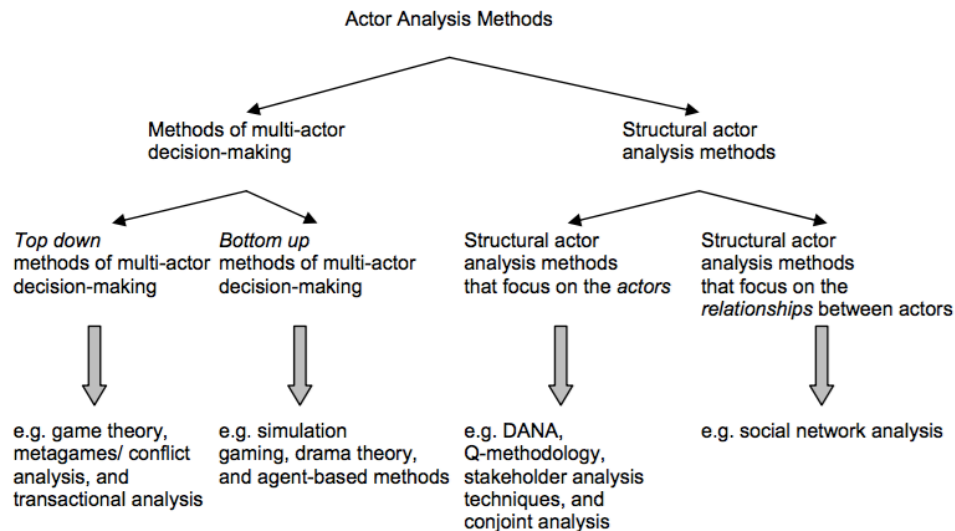 Actor Analysis Methods
Methods of multi-actor
decision-making
Structural actor
analysis methods
Top down
methods of multi-actor
decision-making
Bottom up
methods of multi-actor
decision-making
Structural actor
analysis methods
that focus on the actors
Structural actor
analysis methods
that focus on the
relationships between actors
e.g. game theory,
metagames/ conflict
analysis, and
transactional analysis
e.g. simulation
gaming, drama theory,
and agent-based methods
e.g. DANA,
Q-methodology,
stakeholder analysis
techniques, and
conjoint analysis
e.g. social network analysis